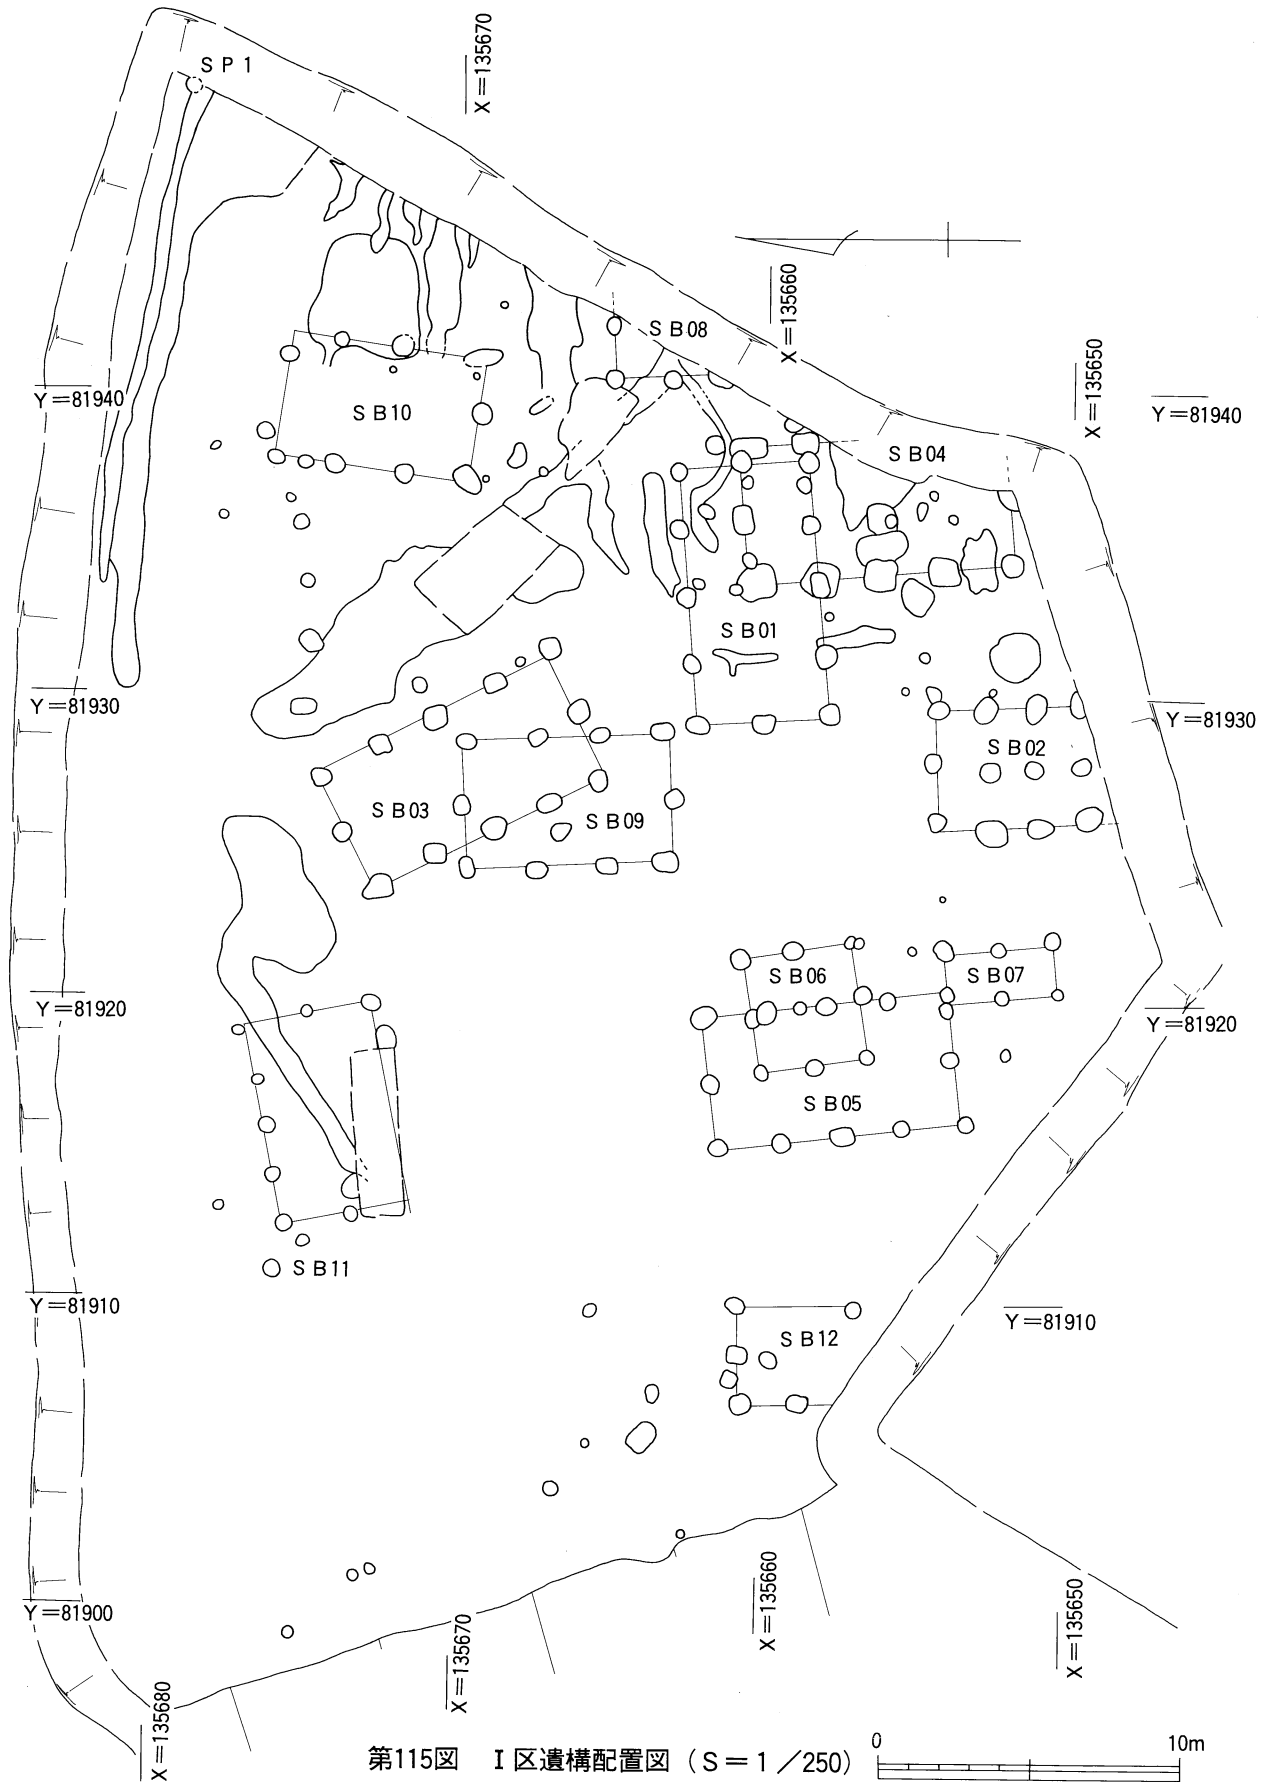 X＝135670
SP1
X＝135660
SB08
X＝135650
Y＝81940
SB10
Y＝81940
SB04
SB01
Y＝81930
Y＝81930
SB02
SB03
SB09
SB06
SB07
Y＝81920
Y＝81920
SB05
SB11
Y＝81910
Y＝81910
SB12
Y＝81900
X＝135660
X＝135650
X＝135670
X＝135680
第115図　Ⅰ区遺構配置図（S＝1／250）
0 10m